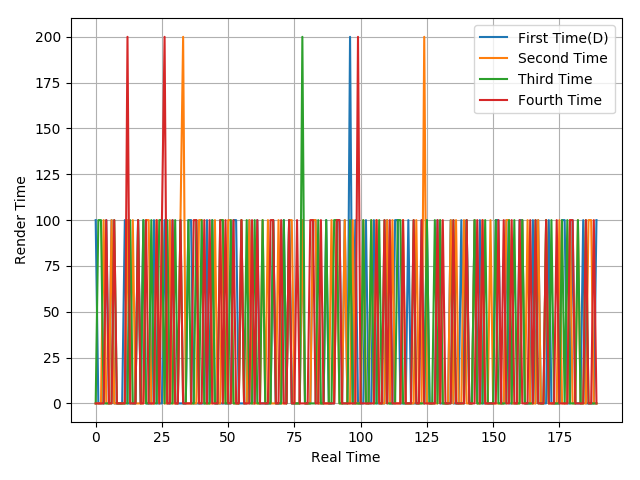 200
175
150
125
100
75
50
25
0
Render Time
0
25
50
75
100
125
150
175
Real Time
First Time(D)
Second Time
Third Time
Fourth Time